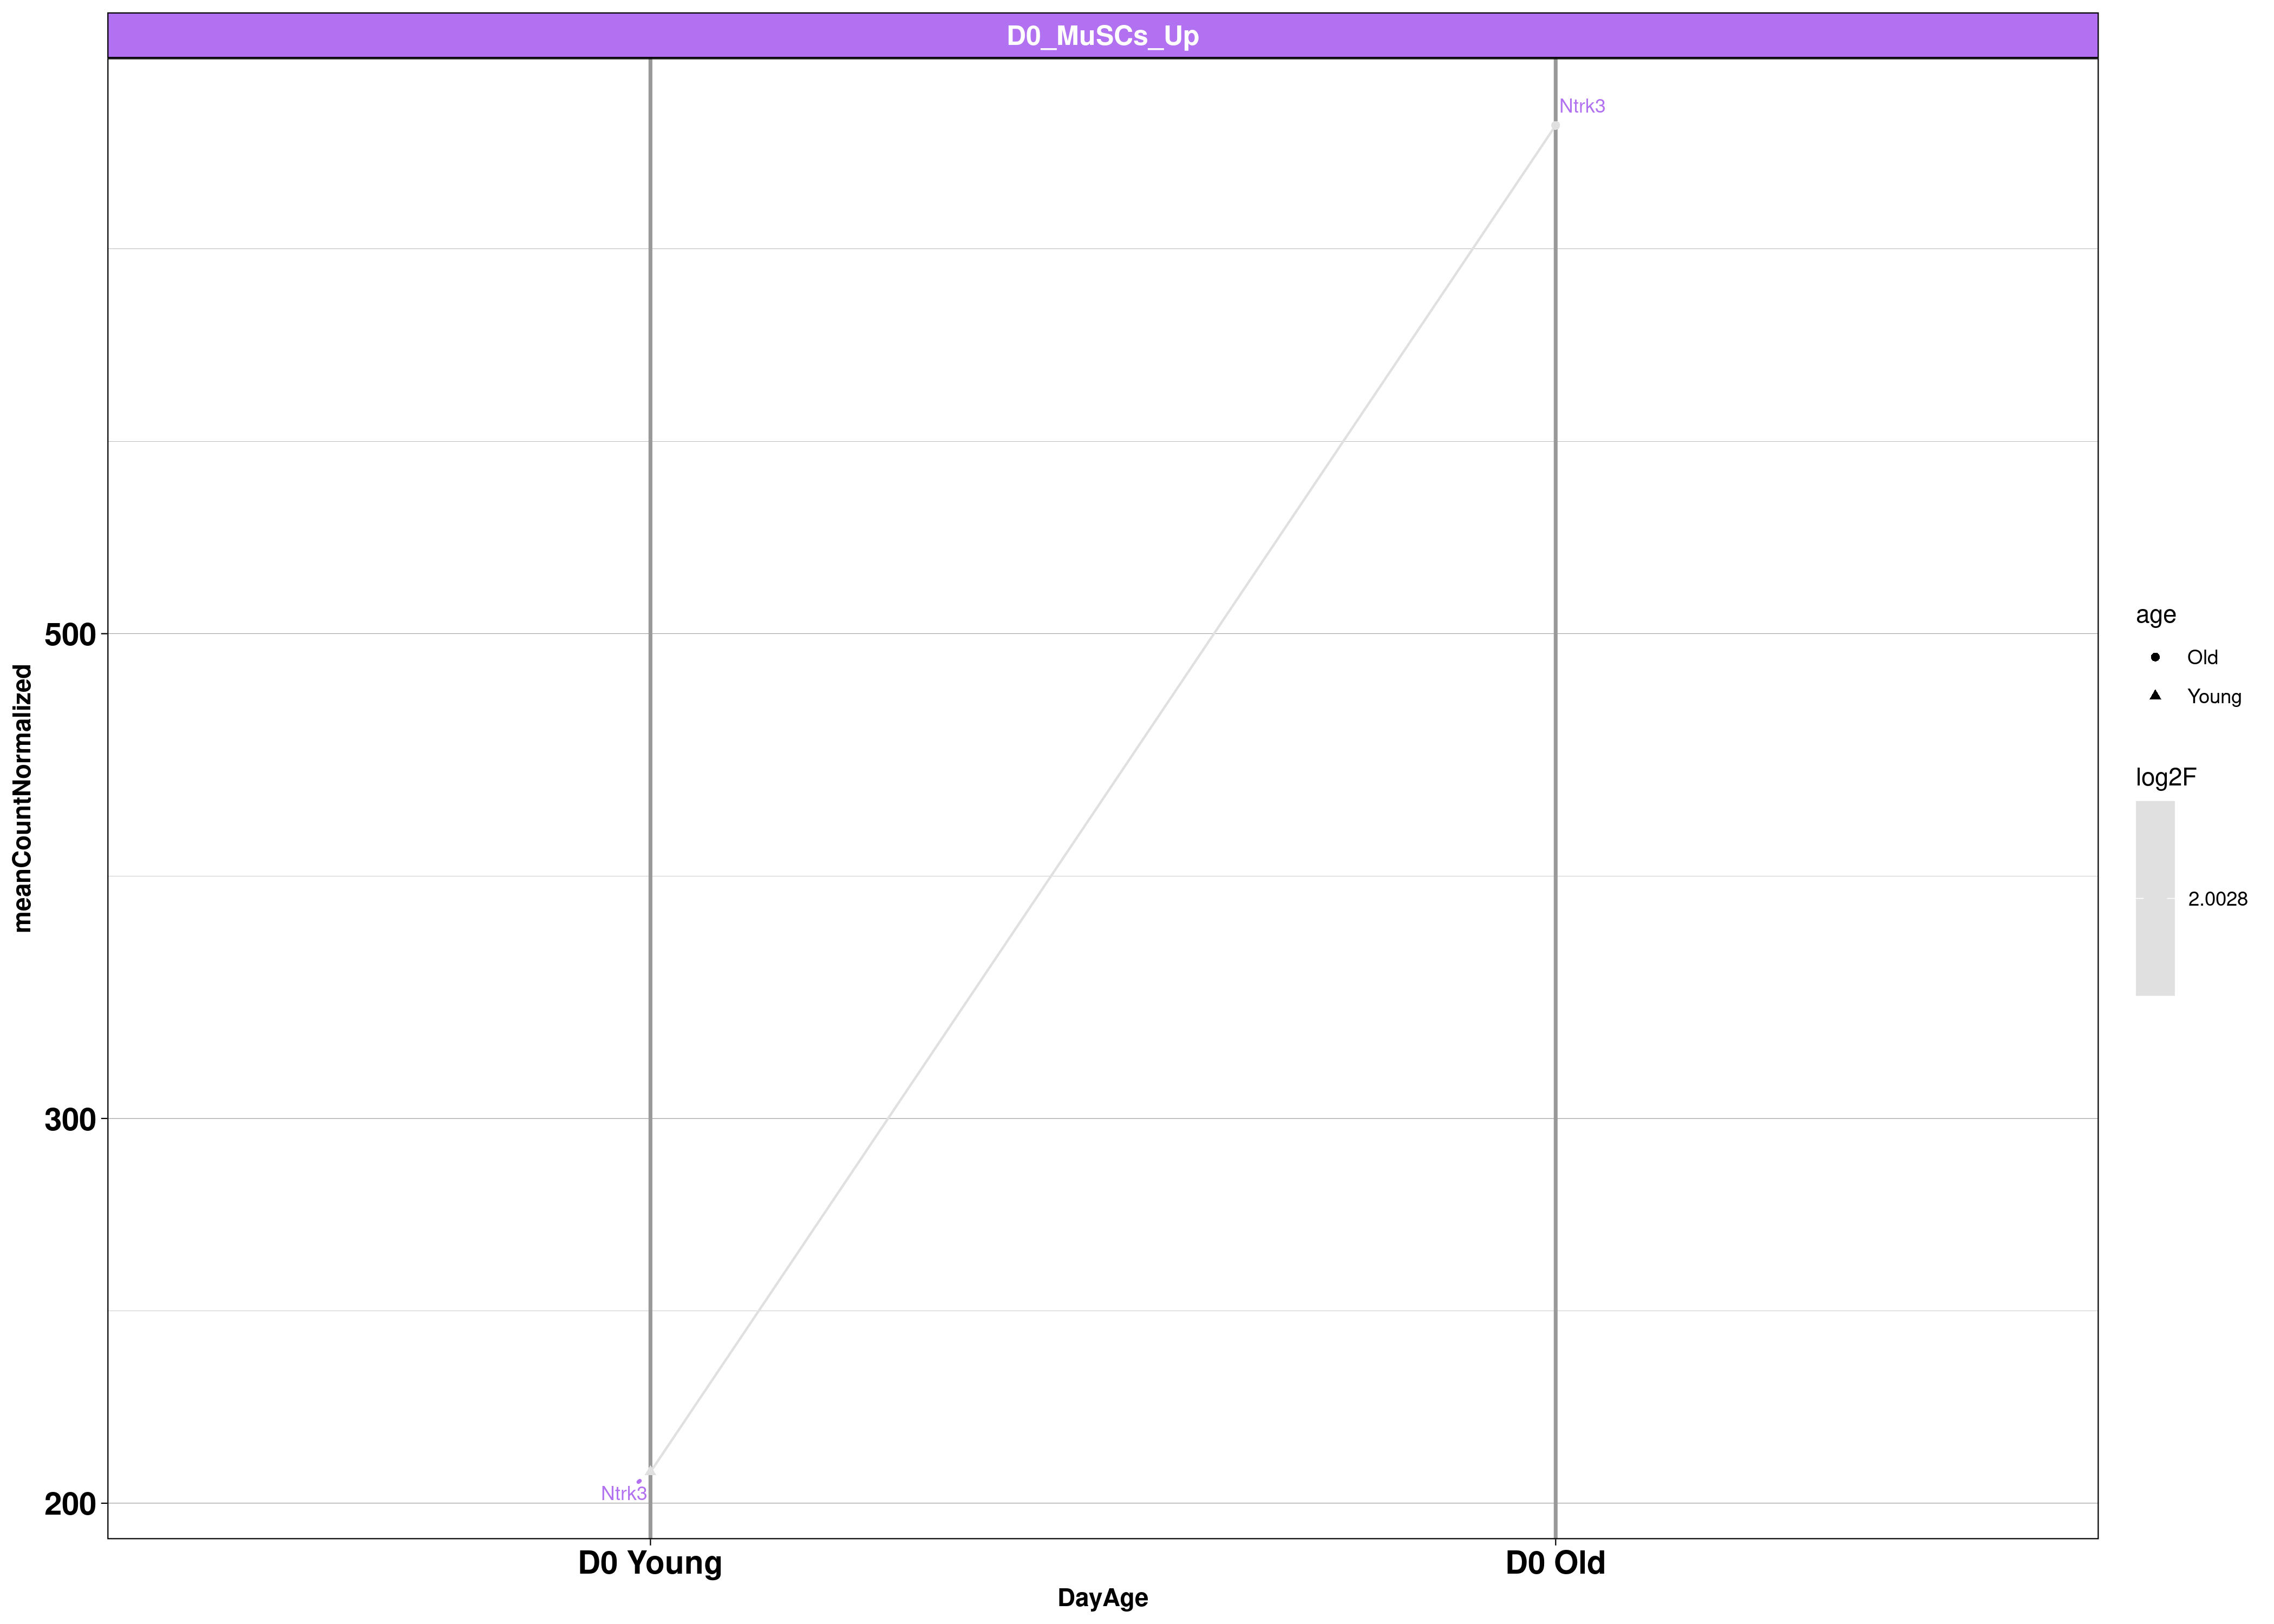 D0_MuSCs_Up
Ntrk3
500
300
200
meanCountNormalized
Ntrk3
D0 Young
D0 Old
DayAge
age
Old
Young
log2F
2.0028